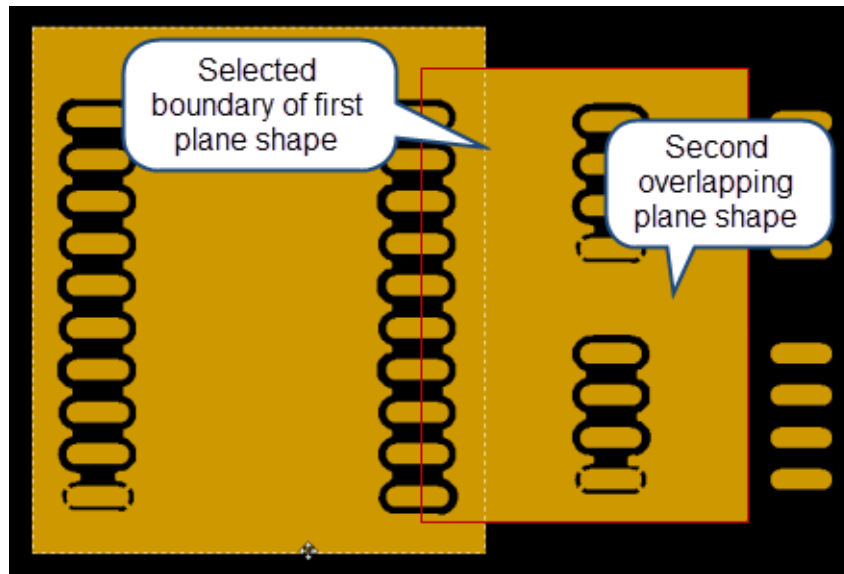 Selected
boundary of first
plane shape
Second
overlapping
plane shape